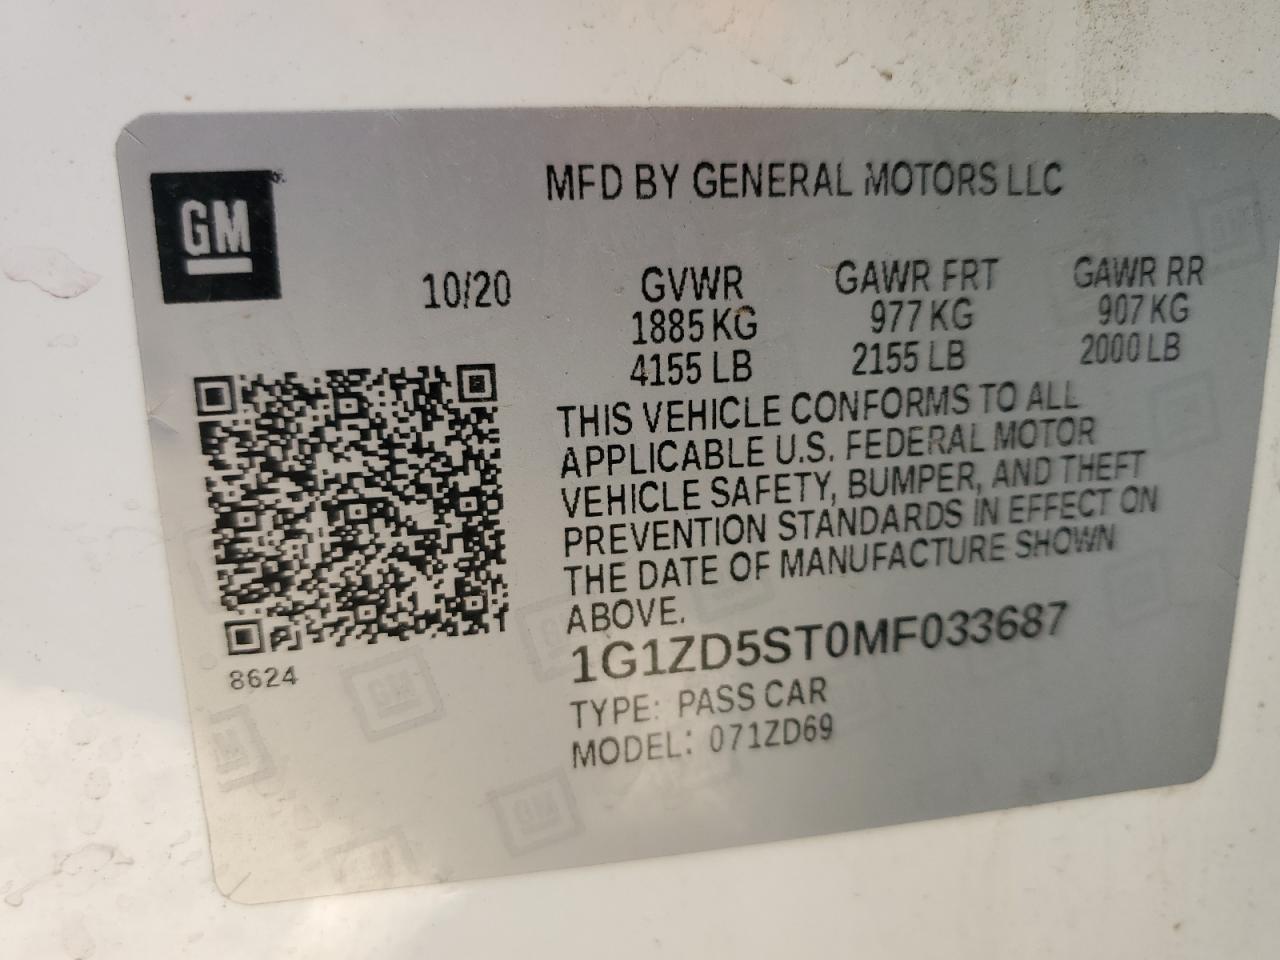 GM
MFD BY GENERAL MOTORS LLC
10/20
GVWR GAWR FRT GAWR RR
1885 KG 977 KG 907 KG
4155 LB 2155 LB 2000 LB
THIS VEHICLE CONFORMS TO ALL
APPLICABLE U.S. FEDERAL MOTOR
VEHICLE SAFETY, BUMPER, AND THEFT
PREVENTION STANDARDS IN EFFECT ON
THE DATE OF MANUFACTURE SHOWN
ABOVE.
8624
1G1ZD5ST0MF033687
TYPE: PASS CAR
MODEL: 071ZD69